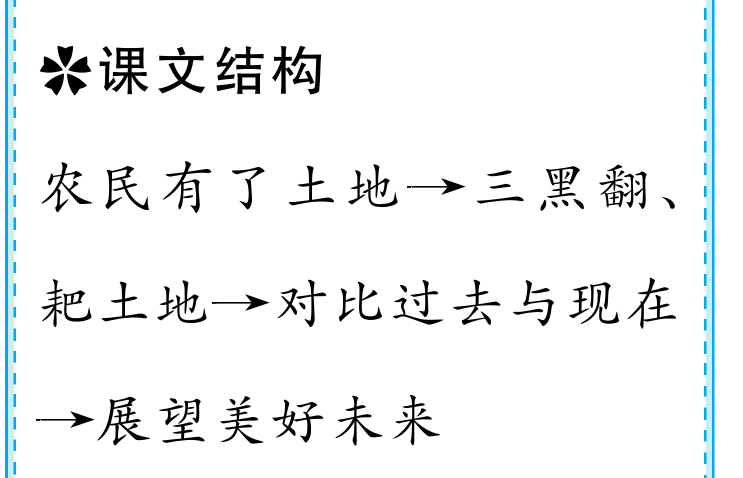 ✽课文结构
农民有了土地→三黑翻、
耙土地→对比过去与现在
→展望美好未来